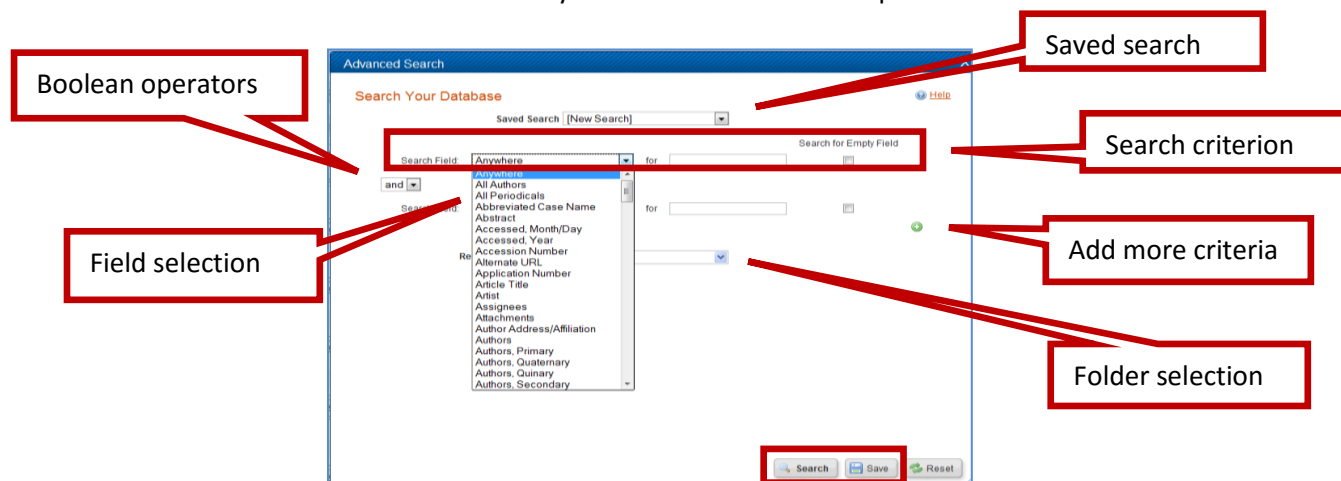 Saved search
Boolean operators
Advanced Search
Search Your Database
Help
Saved Search [New Search]
Search for Empty Field
Search criterion
Search Field: Anywhere for
Anywhere
and
All Authors
All Periodicals
Abbreviated Case Name
for
Abstract
Accessed, Month/Day
Accessed, Year
Accession Number
Alternate URL
Application Number
Article Title
Artist
Assignees
Attachments
Author Address/Affiliation
Authors
Authors, Primary
Authors, Quaternary
Authors, Quinary
Authors, Secondary
Field selection
Add more criteria
Folder selection
Search
Save
Reset